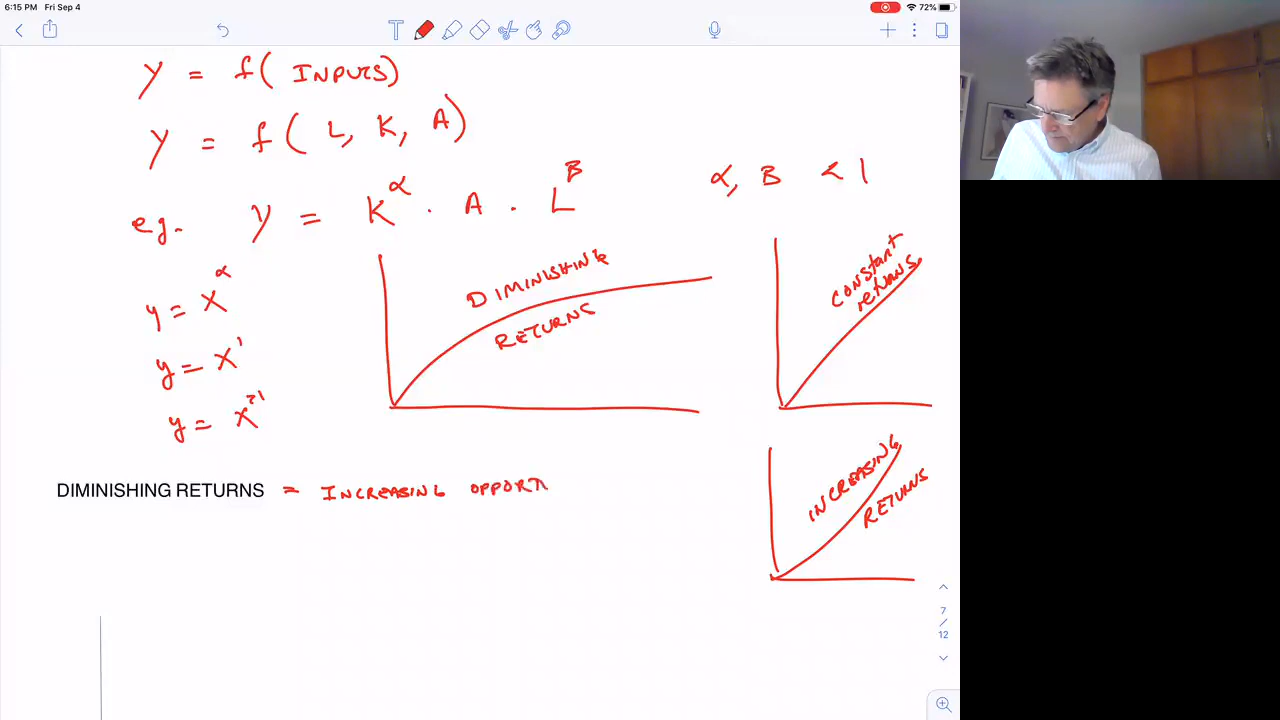 6:15 PM Fri Sep 4
72%
y = f( INPUTS)
y = f( L, K, A)
e.g. y = K^α · A · L^B
α, B < 1
y = x^α
y = x^1
y = x^>1
DIMINISHING
RETURNS
constant
returns
INCREASING
RETURNS
DIMINISHING RETURNS = INCREASING OPPORT
7
/
12